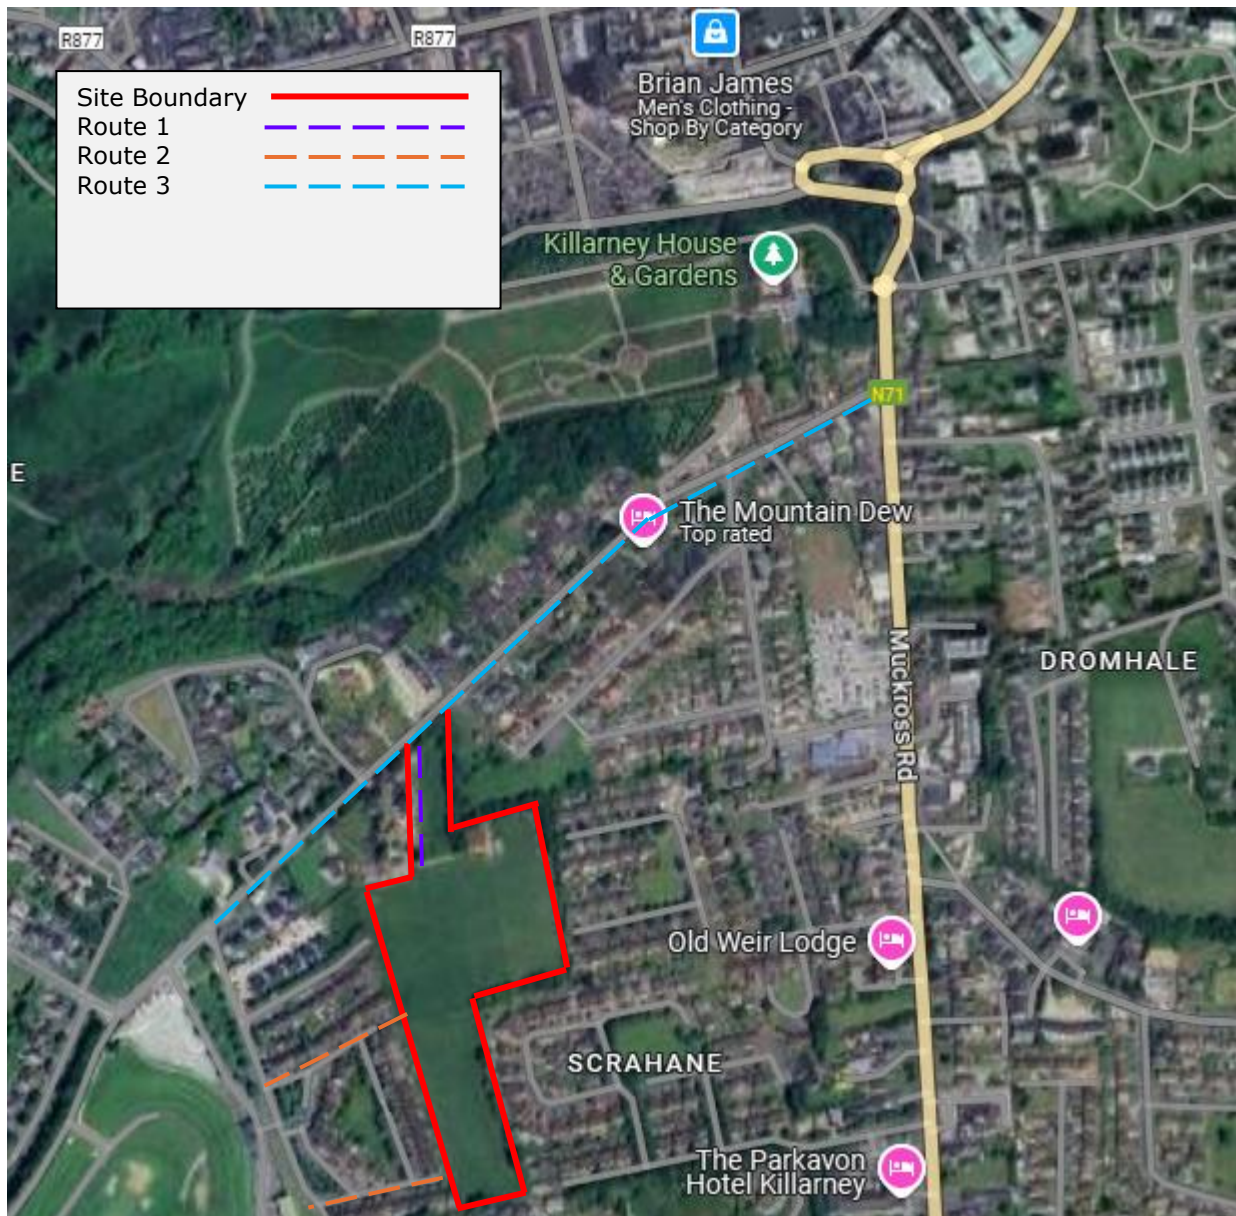 R877
R877
Site Boundary
Route 1
Route 2
Route 3
Brian James
Men's Clothing -
Shop By Category
Killarney House
& Gardens
N71
E
The Mountain Dew
Top rated
Muckross Rd
DROMHALE
Old Weir Lodge
SCRAHANE
The Parkavon
Hotel Killarney